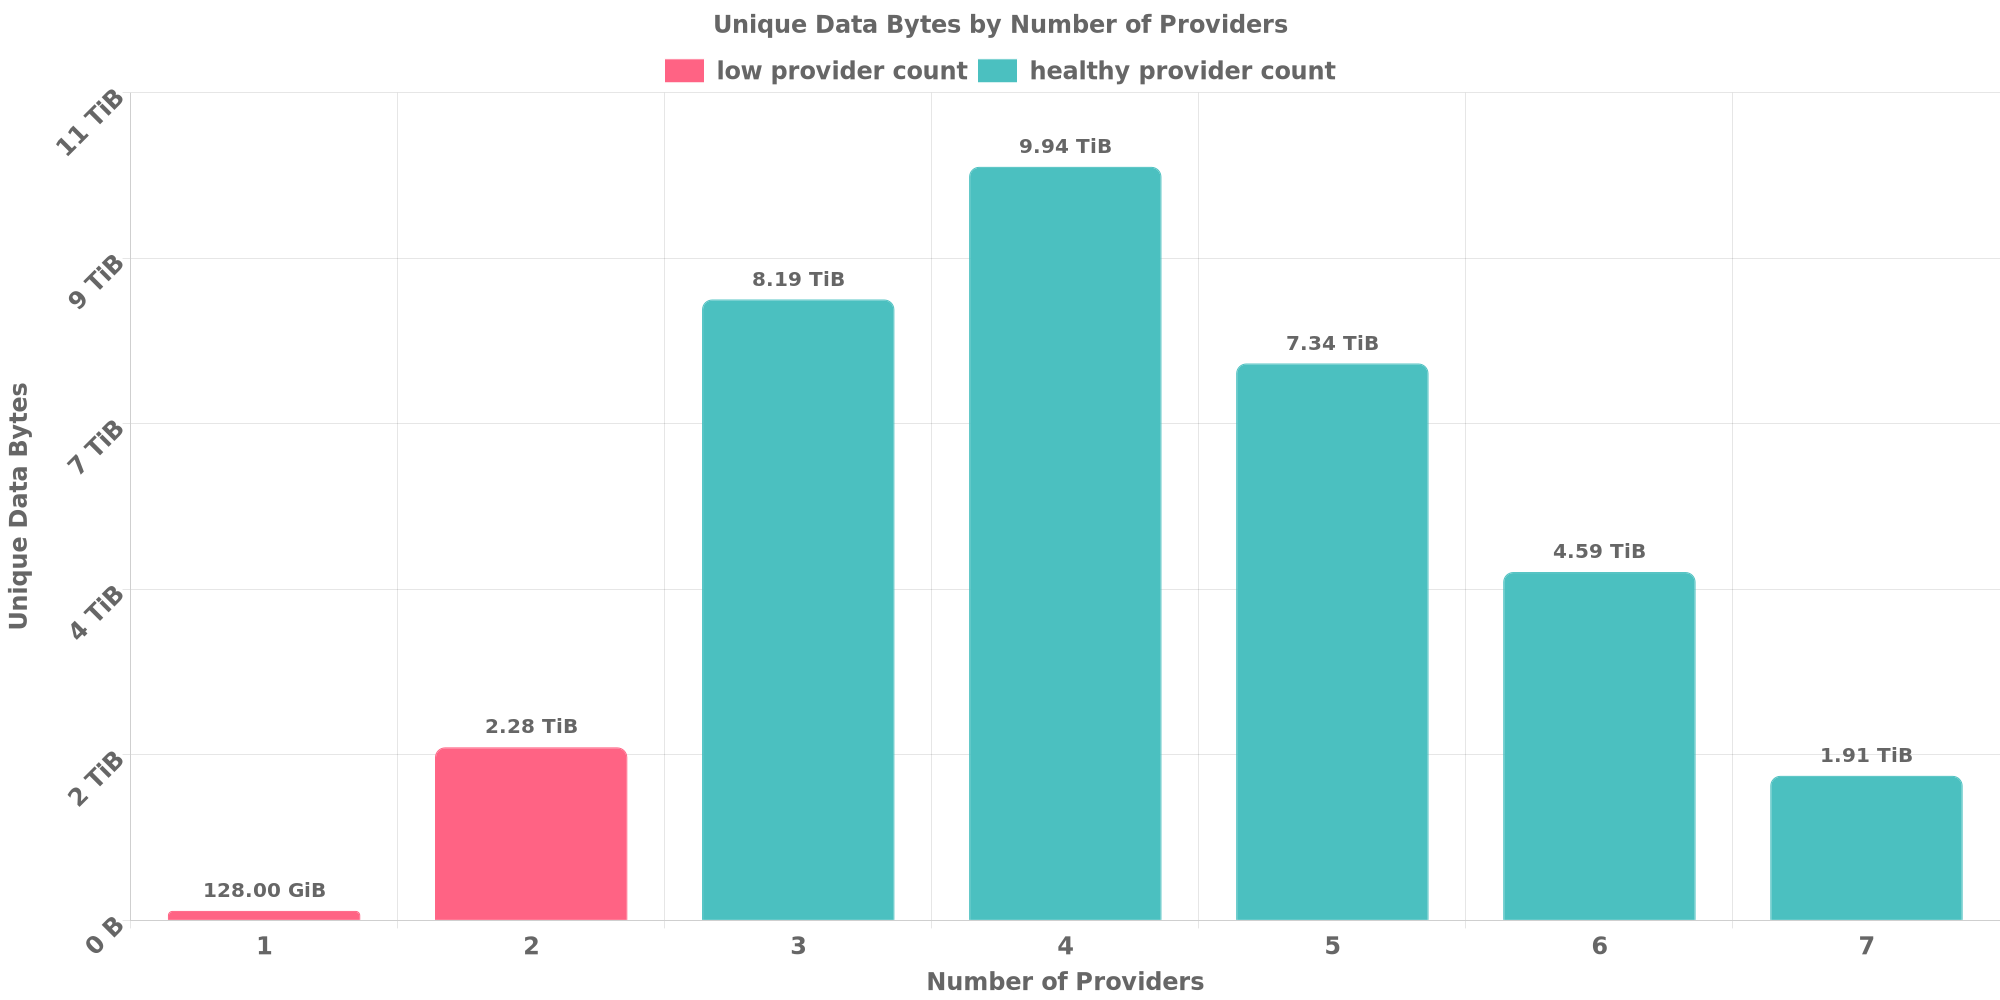 Unique Data Bytes by Number of Providers
low provider count healthy provider count
11 TiB
9 TiB
7 TiB
4 TiB
2 TiB
0 B
Unique Data Bytes
128.00 GiB
2.28 TiB
8.19 TiB
9.94 TiB
7.34 TiB
4.59 TiB
1.91 TiB
1 2 3 4 5 6 7
Number of Providers